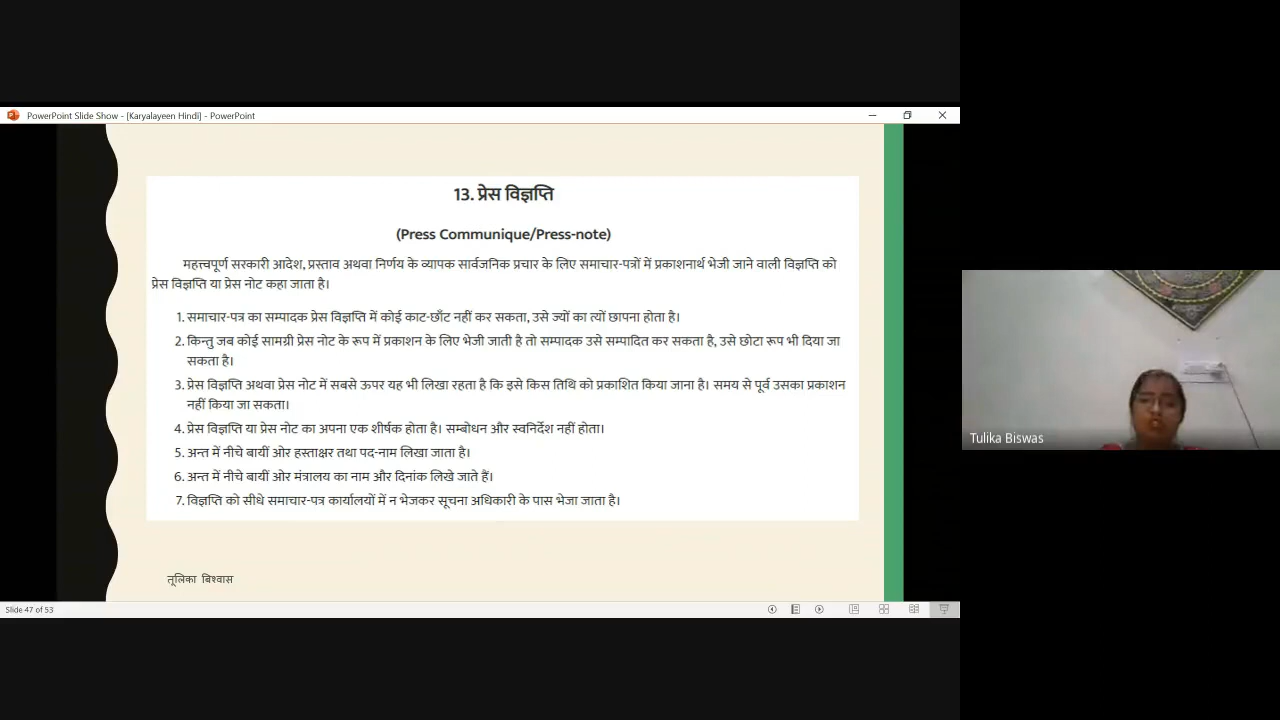 PowerPoint Slide Show - [Karyalayeen Hindi] - PowerPoint
13. प्रेस विज्ञप्ति
(Press Communique/Press-note)
महत्त्वपूर्ण सरकारी आदेश, प्रस्ताव अथवा निर्णय के व्यापक सार्वजनिक प्रचार के लिए समाचार-पत्रों में प्रकाशनार्थ भेजी जाने वाली विज्ञप्ति को
प्रेस विज्ञप्ति या प्रेस नोट कहा जाता है।
1. समाचार-पत्र का सम्पादक प्रेस विज्ञप्ति में कोई काट-छाँट नहीं कर सकता, उसे ज्यों का त्यों छापना होता है।
2. किन्तु जब कोई सामग्री प्रेस नोट के रूप में प्रकाशन के लिए भेजी जाती है तो सम्पादक उसे सम्पादित कर सकता है, उसे छोटा रूप भी दिया जा
सकता है।
3. प्रेस विज्ञप्ति अथवा प्रेस नोट में सबसे ऊपर यह भी लिखा रहता है कि इसे किस तिथि को प्रकाशित किया जाना है। समय से पूर्व उसका प्रकाशन
नहीं किया जा सकता।
4. प्रेस विज्ञप्ति या प्रेस नोट का अपना एक शीर्षक होता है। सम्बोधन और स्वनिर्देश नहीं होता।
5. अन्त में नीचे बायीं ओर हस्ताक्षर तथा पद-नाम लिखा जाता है।
6. अन्त में नीचे बायीं ओर मंत्रालय का नाम और दिनांक लिखे जाते हैं।
7. विज्ञप्ति को सीधे समाचार-पत्र कार्यालयों में न भेजकर सूचना अधिकारी के पास भेजा जाता है।
तूलिका बिश्वास
Slide 47 of 53
Tulika Biswas